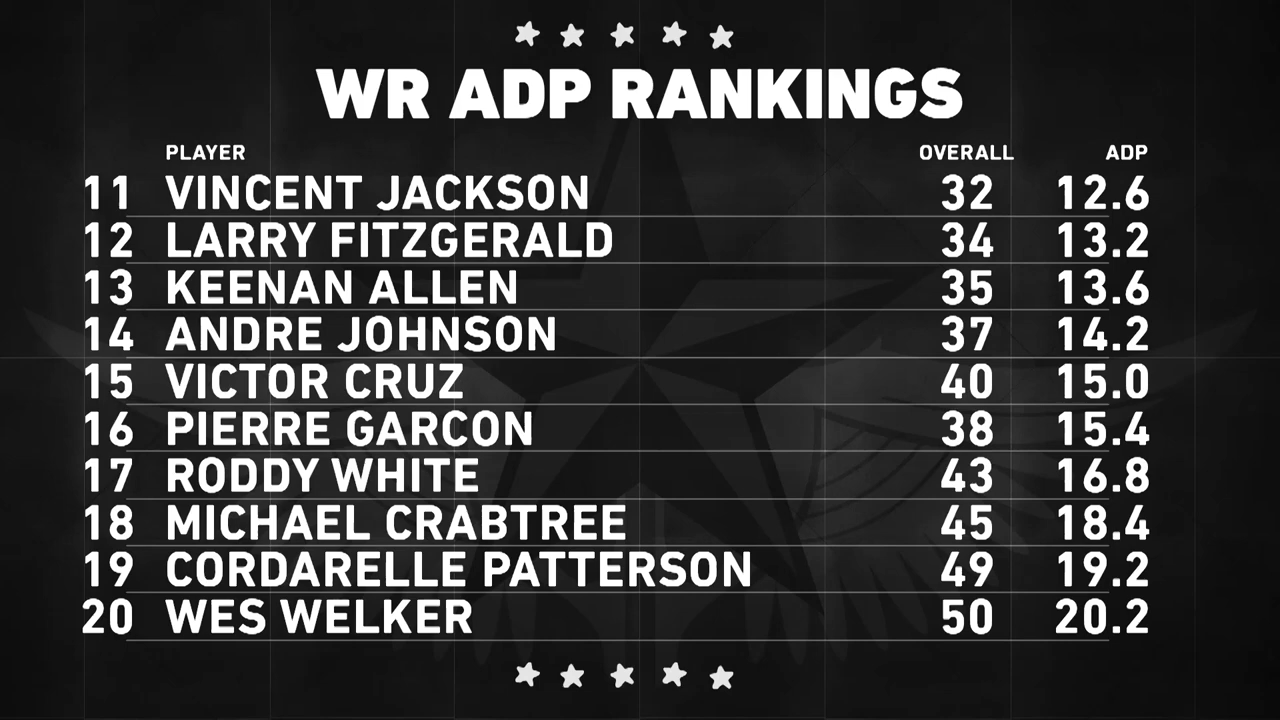 WR ADP RANKINGS
PLAYER OVERALL ADP
11 VINCENT JACKSON 32 12.6
12 LARRY FITZGERALD 34 13.2
13 KEENAN ALLEN 35 13.6
14 ANDRE JOHNSON 37 14.2
15 VICTOR CRUZ 40 15.0
16 PIERRE GARCON 38 15.4
17 RODDY WHITE 43 16.8
18 MICHAEL CRABTREE 45 18.4
19 CORDARELLE PATTERSON 49 19.2
20 WES WELKER 50 20.2